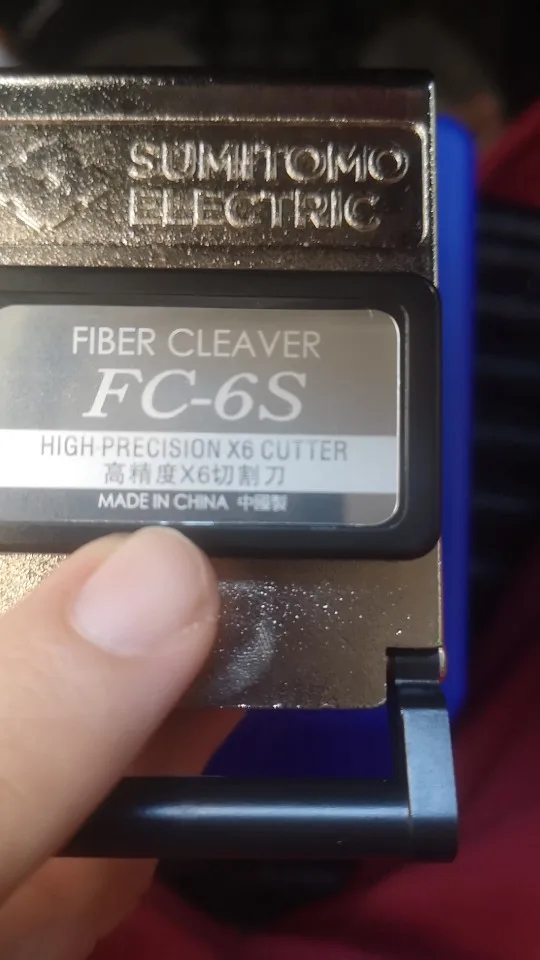 SUMITOMO
ELECTRIC
FIBER CLEAVER
FC-6S
HIGH PRECISION X6 CUTTER
高精度X6切割刀
MADE IN CHINA 中國製